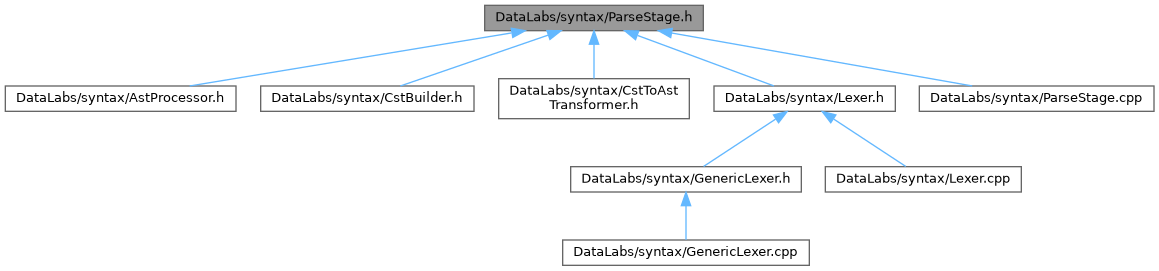 DataLabs/syntax/ParseStage.h
DataLabs/syntax/AstProcessor.h
DataLabs/syntax/CstBuilder.h
DataLabs/syntax/CstToAst
Transformer.h
DataLabs/syntax/Lexer.h
DataLabs/syntax/ParseStage.cpp
DataLabs/syntax/GenericLexer.h
DataLabs/syntax/Lexer.cpp
DataLabs/syntax/GenericLexer.cpp